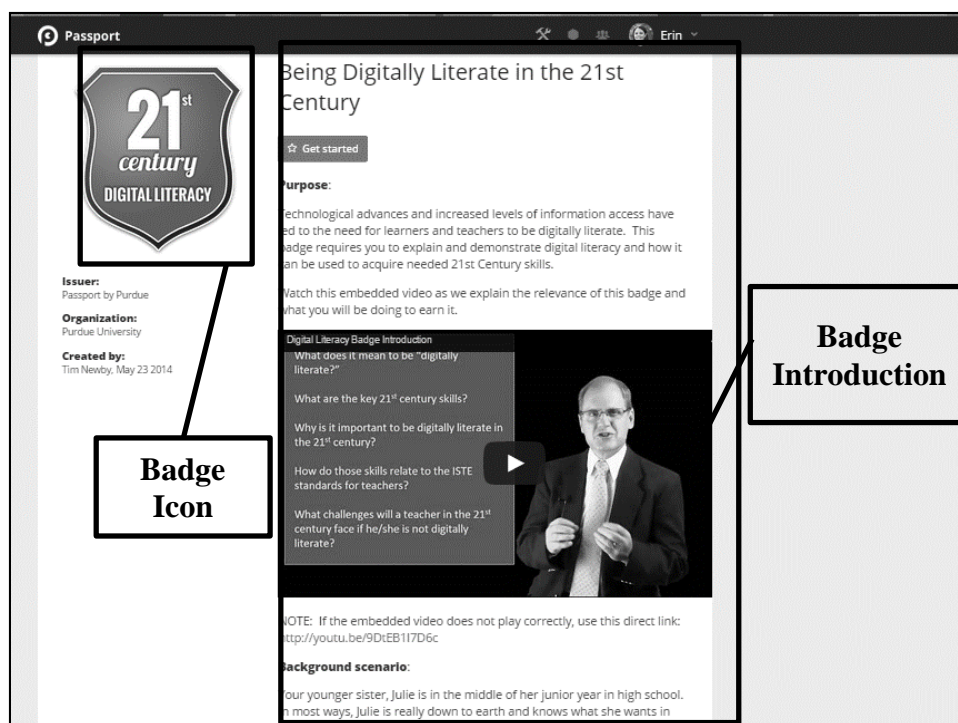 Passport
Erin
21st
century
DIGITAL LITERACY
Issuer:
Passport by Purdue
Organization:
Purdue University
Created by:
Tim Newby, May 23 2014
Badge
Icon
Being Digitally Literate in the 21st
Century
Get started
Purpose:
Technological advances and increased levels of information access have
led to the need for learners and teachers to be digitally literate. This
badge requires you to explain and demonstrate digital literacy and how it
can be used to acquire needed 21st Century skills.
Watch this embedded video as we explain the relevance of this badge and
what you will be doing to earn it.
Digital Literacy Badge Introduction
What does it mean to be "digitally
literate?"
What are the key 21st century skills?
Why is it important to be digitally literate in
the 21st century?
How do those skills relate to the ISTE
standards for teachers?
What challenges will a teacher in the 21st
century face if he/she is not digitally
literate?
NOTE: If the embedded video does not play correctly, use this direct link:
http://youtu.be/9DtEB1I7D6c
Background scenario:
Your younger sister, Julie is in the middle of her junior year in high school.
In most ways, Julie is really down to earth and knows what she wants in
Badge
Introduction